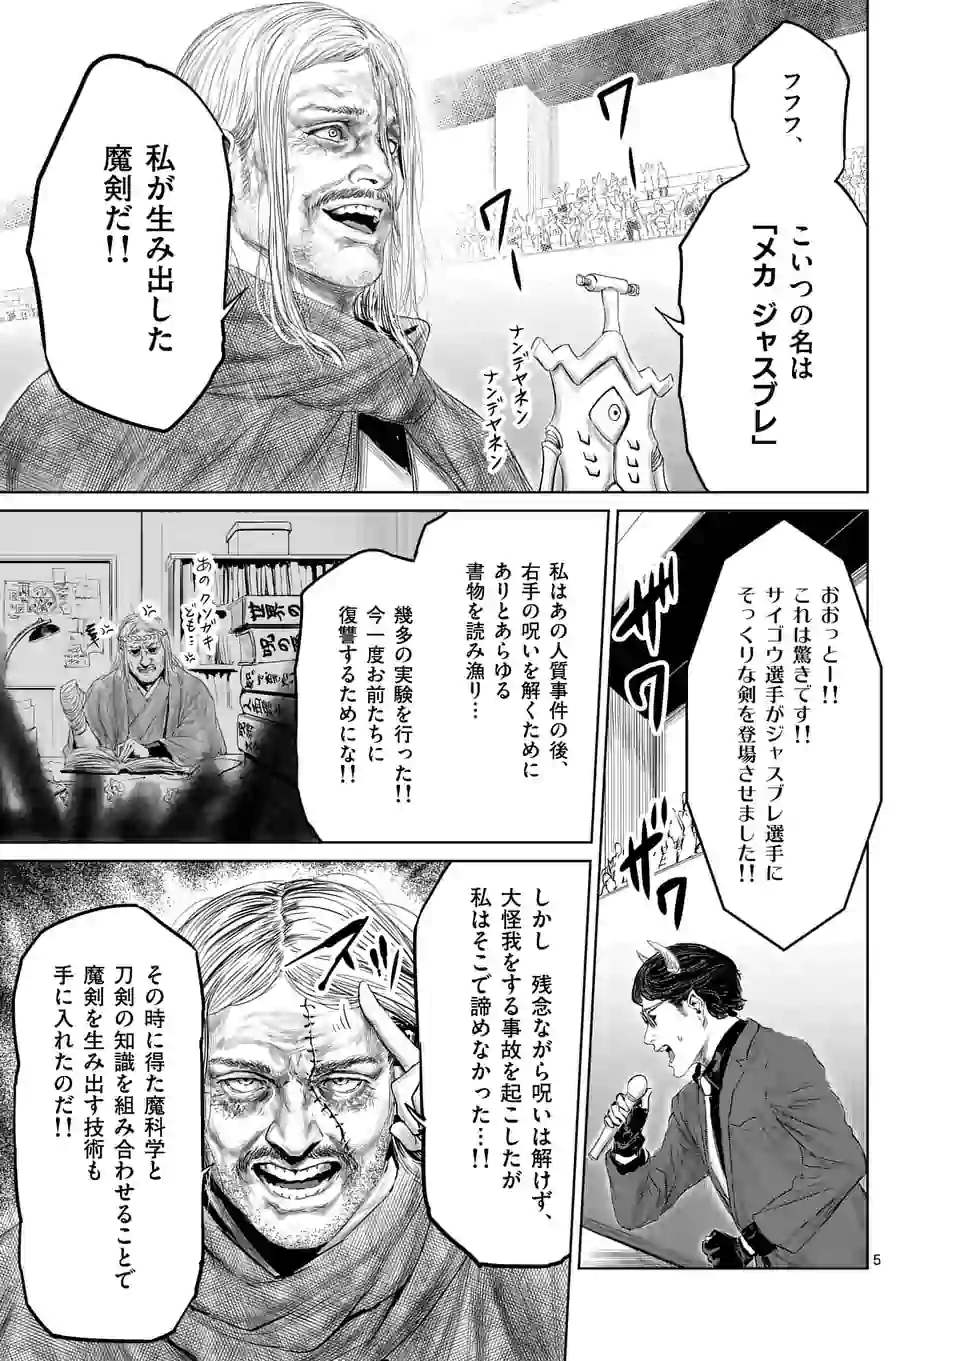 フフフ、
こいつの名は
「メカ ジャスブレ」
ワァ
ワァ
私が生み出した
魔剣だ!!
ナンデヤネン
ナンデヤネン
おおっとー!!
これは驚きです!!
サイゴウ選手がジャスブレ選手に
そっくりな剣を登場させました!!
ざわ
ざわ
私はあの人質事件の後、
右手の呪いを解くために
ありとあらゆる
書物を読み漁り…
幾多の実験を行った!!
今一度お前たちに
復讐するためにな!!
あのクソガキ
ども…
世界の
呪い
しかし 残念ながら呪いは解けず、
大怪我をする事故を起こしたが
私はそこで諦めなかった…!!
その時に得た魔科学と
刀剣の知識を組み合わせることで
魔剣を生み出す技術も
手に入れたのだ!!
5